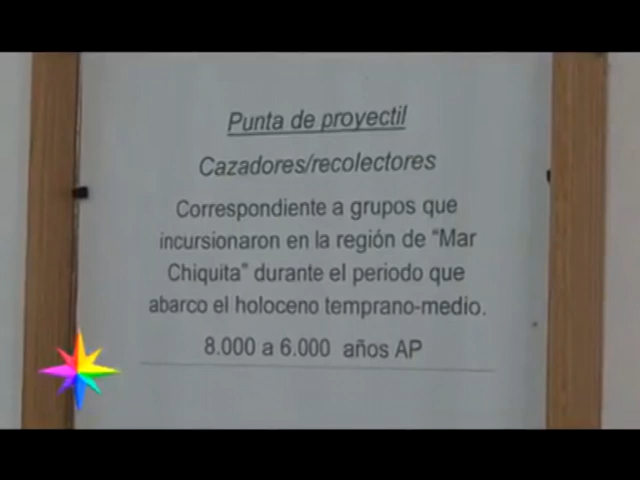 Punta de proyectil
Cazadores/recolectores
Correspondiente a grupos que
incursionaron en la región de “Mar
Chiquita” durante el periodo que
abarco el holoceno temprano-medio.
8.000 a 6.000 años AP